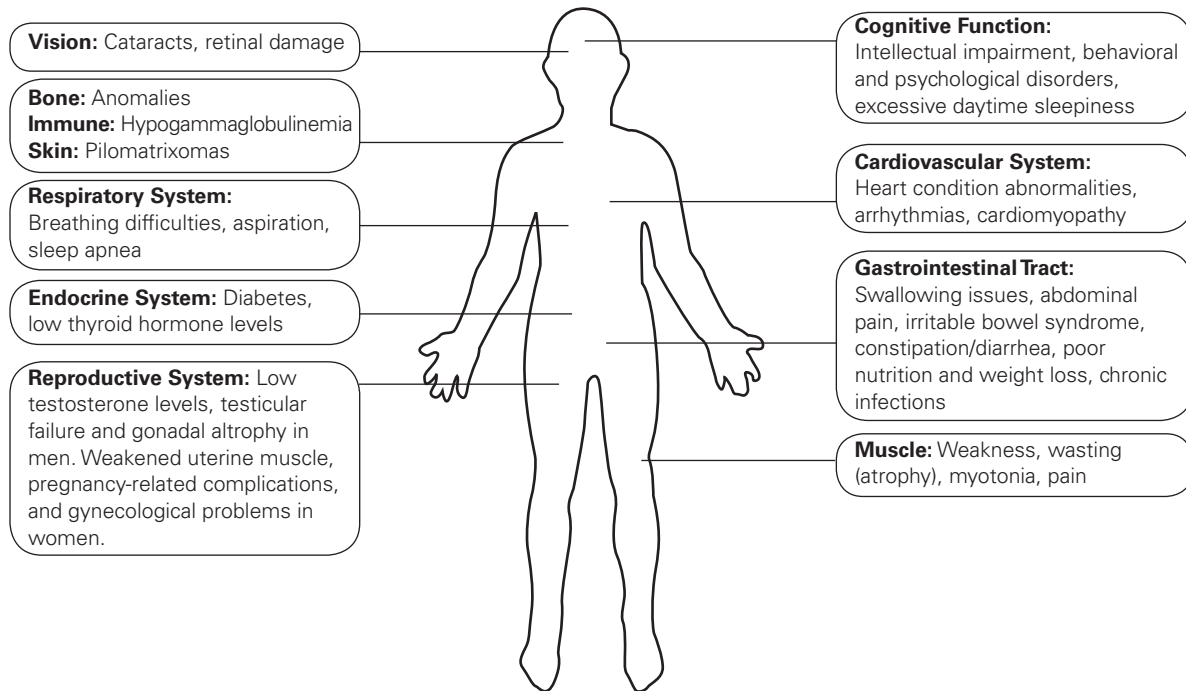 Vision: Cataracts, retinal damage
Bone: Anomalies
Immune: Hypogammaglobulinemia
Skin: Pilomatrixomas
Respiratory System:
Breathing difficulties, aspiration,
sleep apnea
Endocrine System: Diabetes,
low thyroid hormone levels
Reproductive System: Low
testosterone levels, testicular
failure and gonadal altrophy in
men. Weakened uterine muscle,
pregnancy-related complications,
and gynecological problems in
women.
Cognitive Function:
Intellectual impairment, behavioral
and psychological disorders,
excessive daytime sleepiness
Cardiovascular System:
Heart condition abnormalities,
arrhythmias, cardiomyopathy
Gastrointestinal Tract:
Swallowing issues, abdominal
pain, irritable bowel syndrome,
constipation/diarrhea, poor
nutrition and weight loss, chronic
infections
Muscle: Weakness, wasting
(atrophy), myotonia, pain